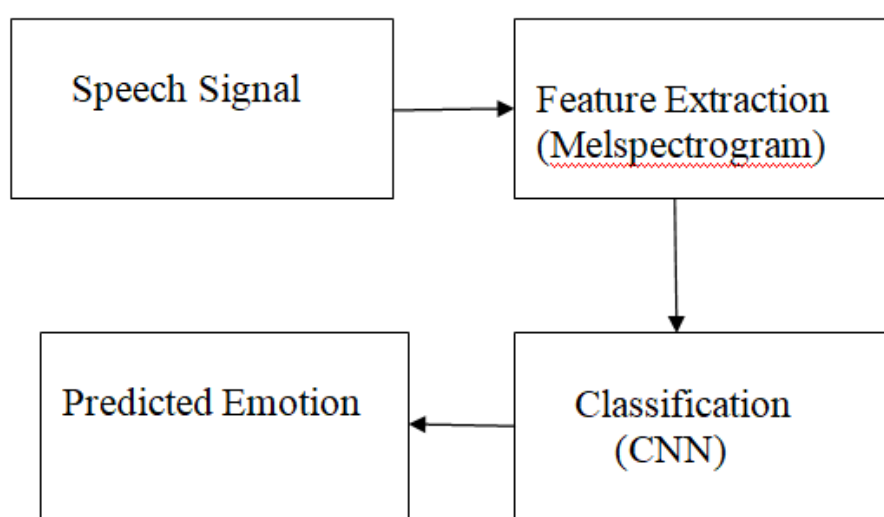 Speech Signal
Feature Extraction
(Melspectrogram)
Classification
(CNN)
Predicted Emotion